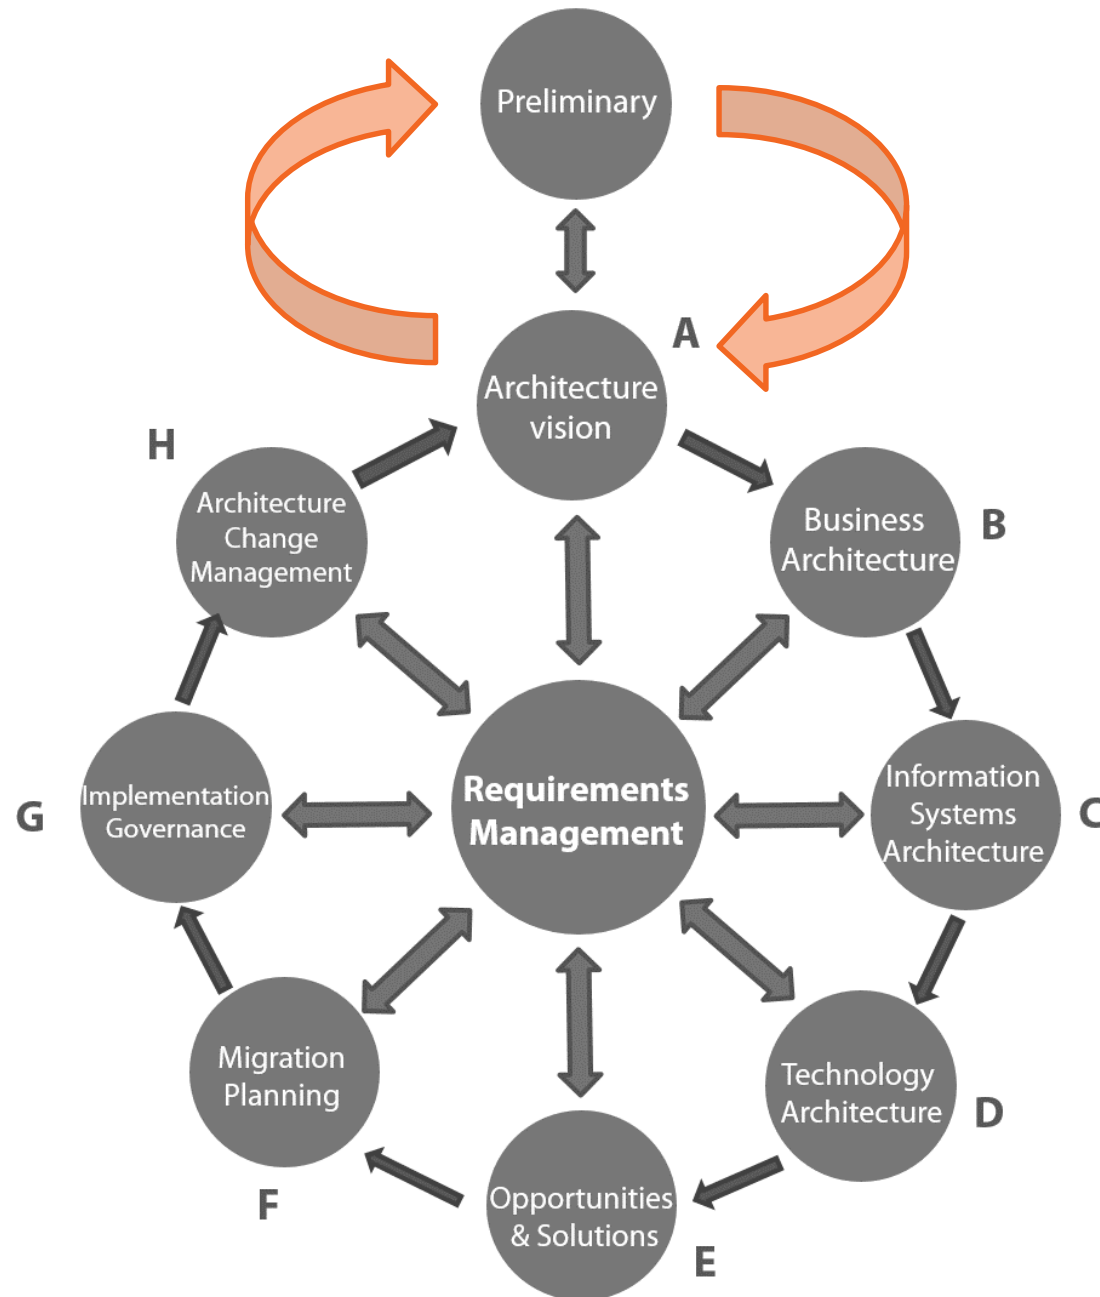 Preliminary
A
Architecture
vision
H
Architecture
Change
Management
Business
Architecture
B
Requirements
Management
Information
Systems
Architecture
C
G
Implementation
Governance
Migration
Planning
F
Technology
Architecture
D
Opportunities
& Solutions
E